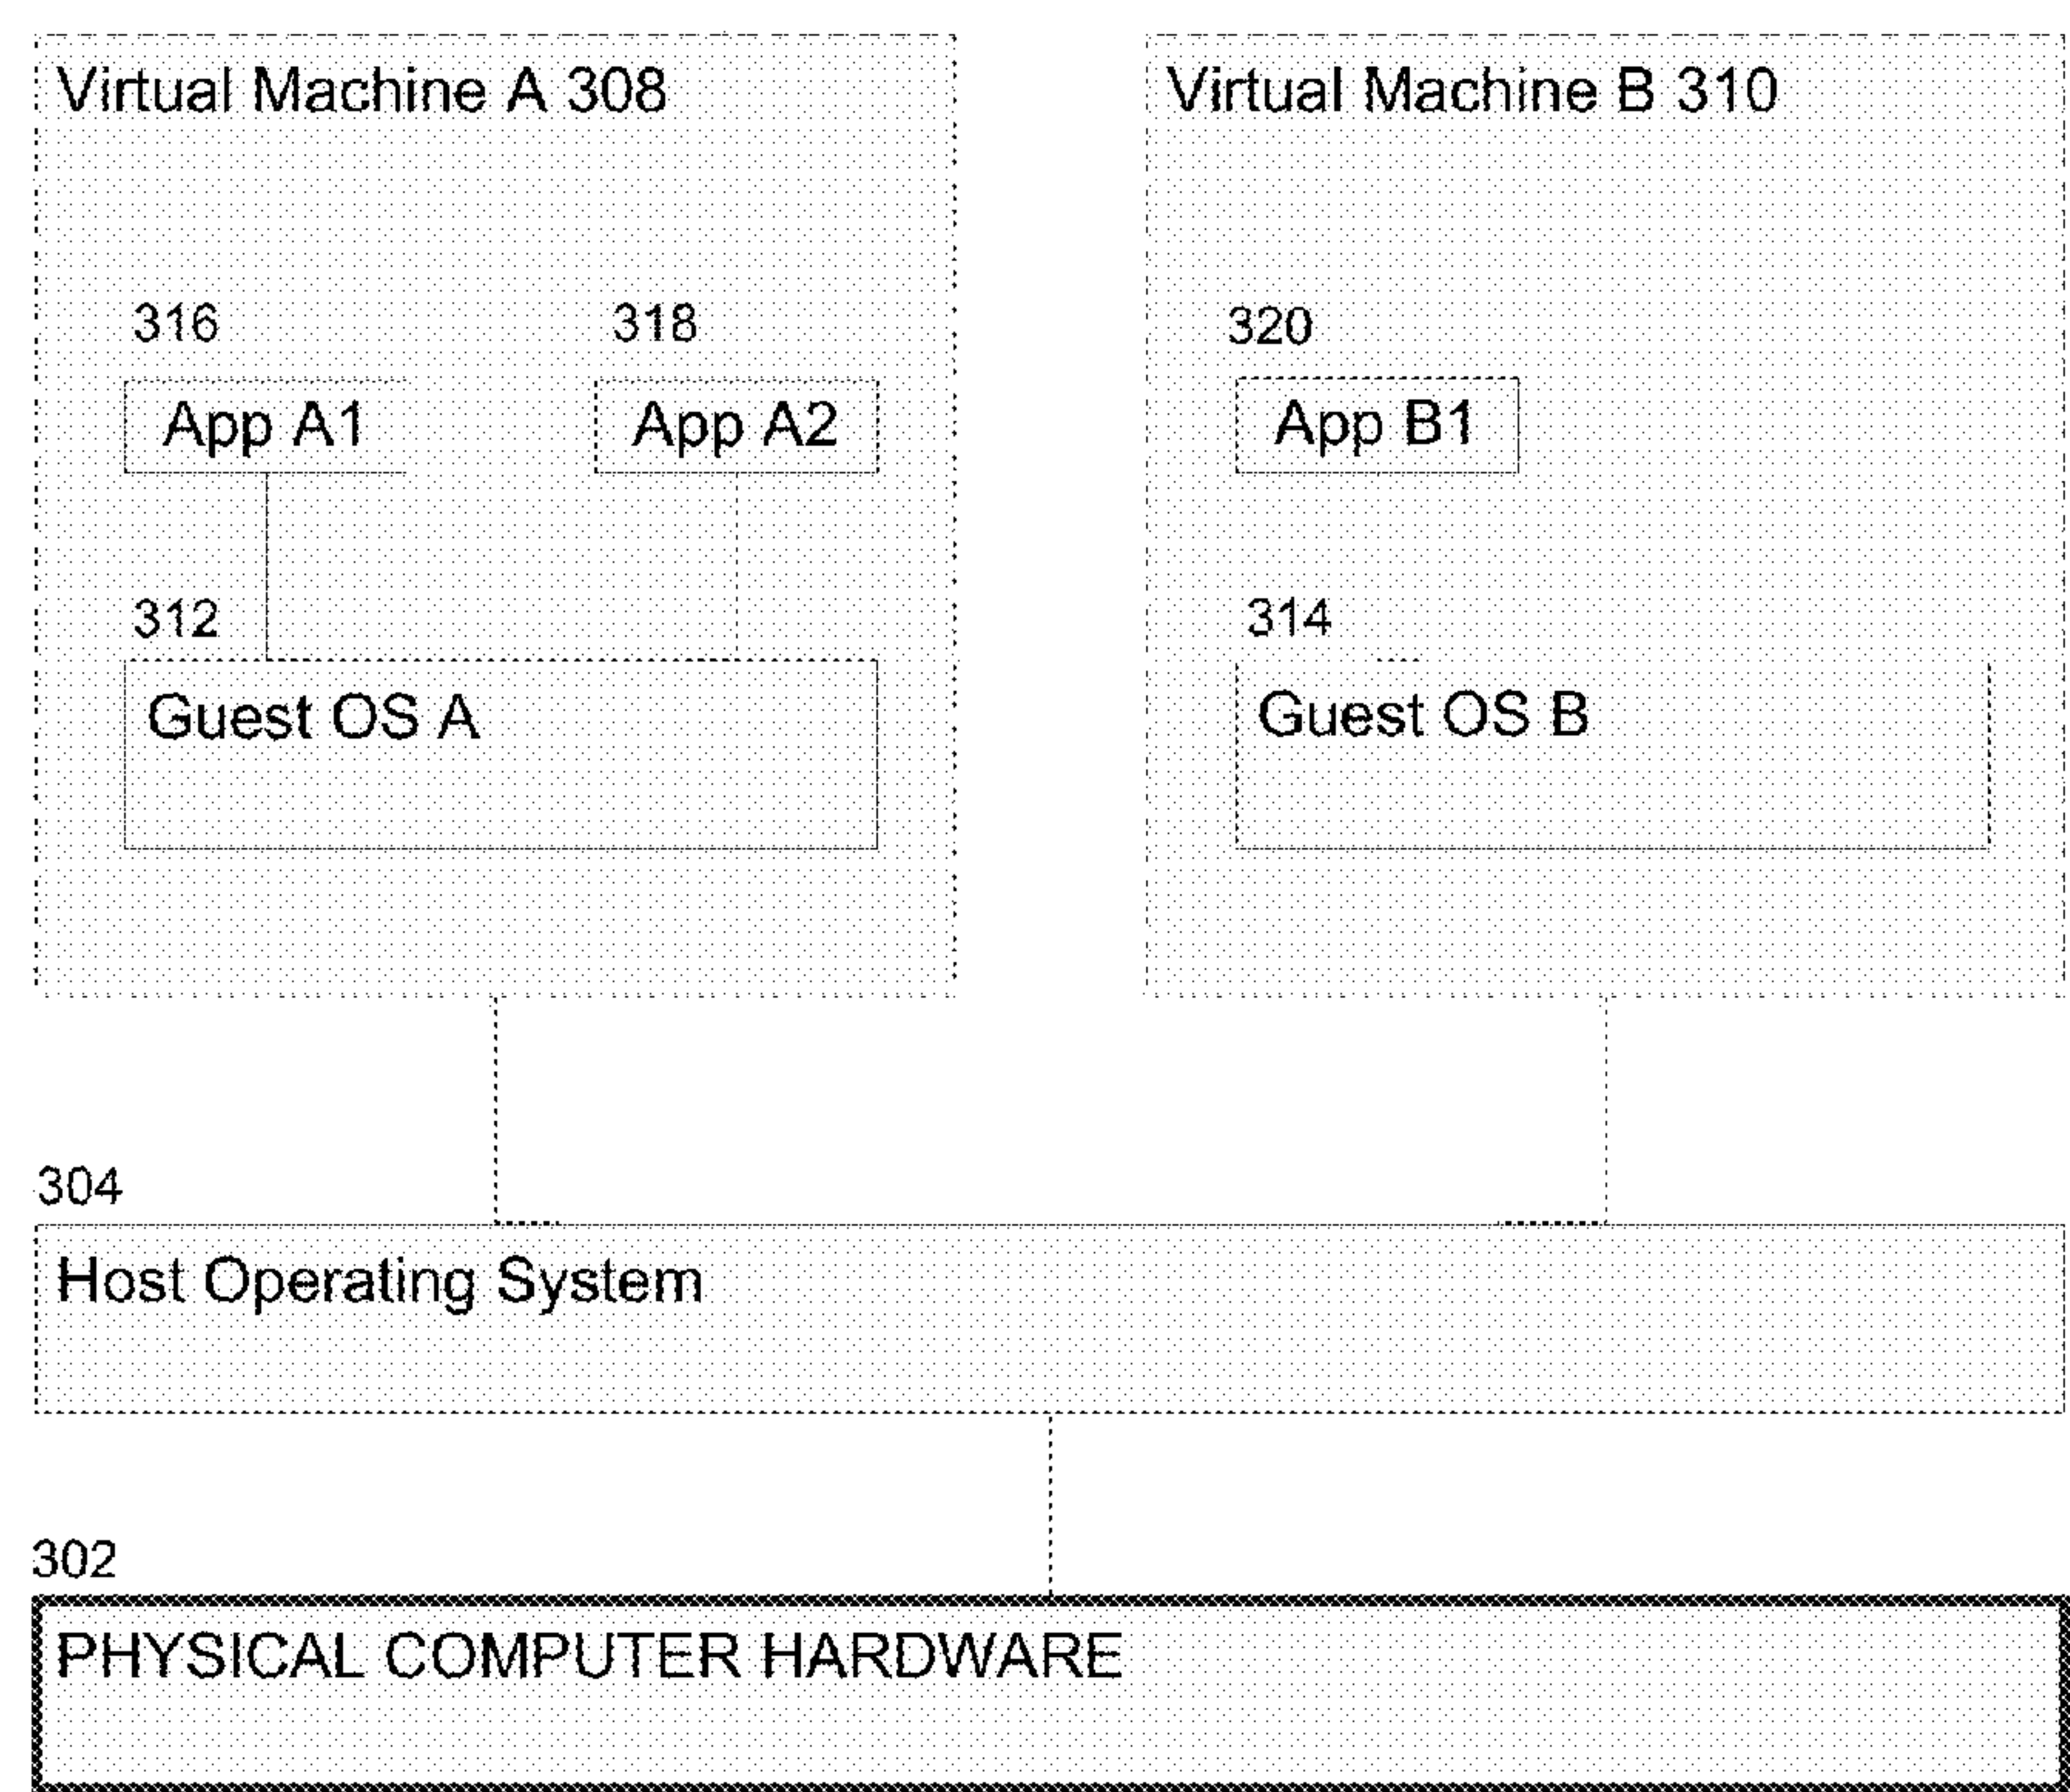 Virtual Machine A 308
316
318
App A1
App A2
312
Guest OS A
Virtual Machine B 310
320
App B1
314
Guest OS B
304
Host Operating System
302
PHYSICAL COMPUTER HARDWARE